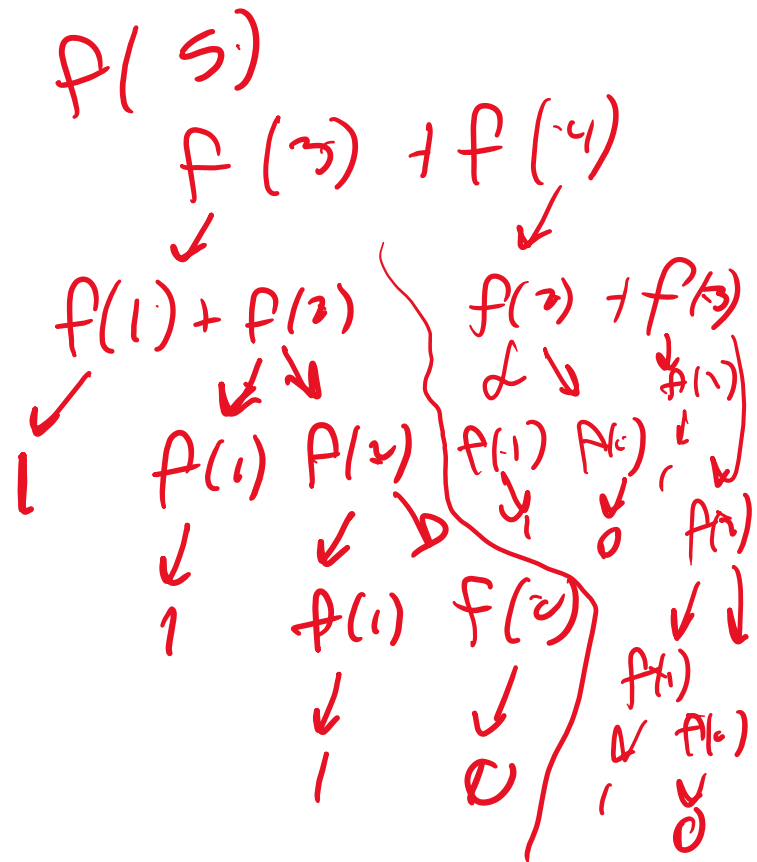 f(5)
f(3) + f(4)
f(1) + f(3)
f(2) + f(3)
1
f(1) f(2)
f(1) f(0)
f(1)
1
1
0
f(2)
1
f(1) f(0)
f(1)
f(0)
1
0
1
0